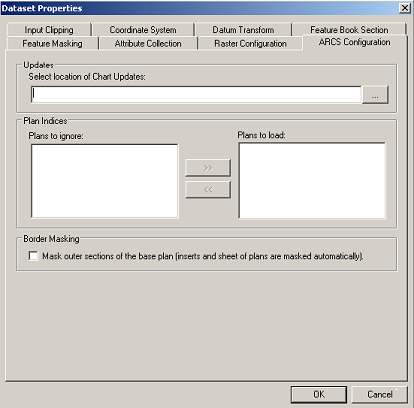 Dataset Properties
Input Clipping
Coordinate System
Datum Transform
Feature Book Section
Feature Masking
Attribute Collection
Raster Configuration
ARCS Configuration
Updates
Select location of Chart Updates:
...
Plan Indices
Plans to ignore:
Plans to load:
>>
<<
Border Masking
Mask outer sections of the base plan (inserts and sheet of plans are masked automatically).
OK
Cancel